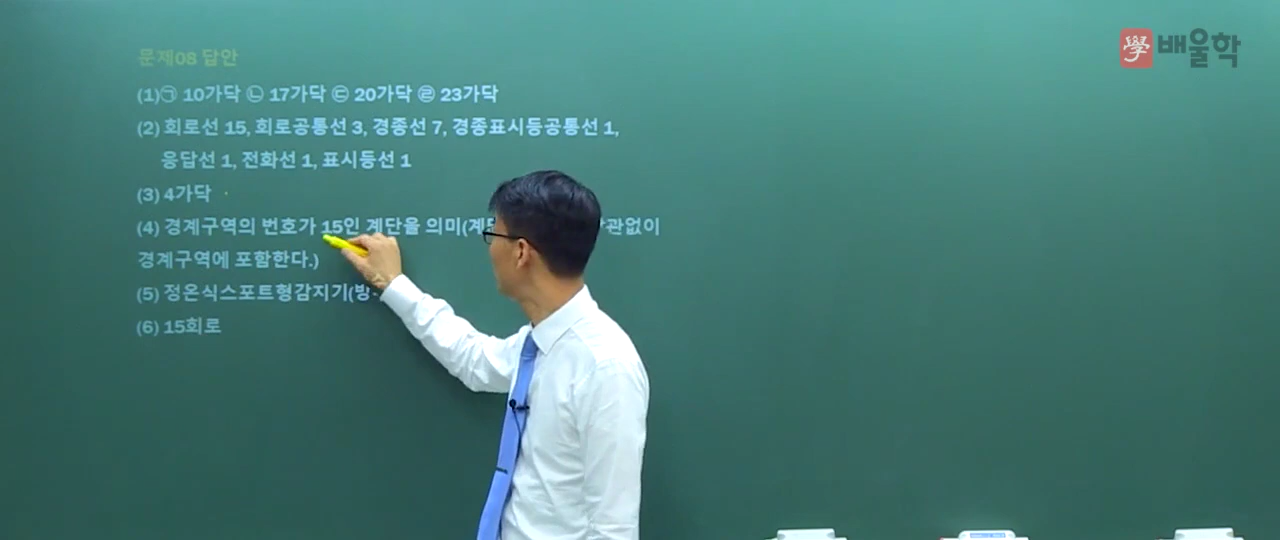 문제08 답안
(1)㉠ 10가닥 ㉡ 17가닥 ㉢ 20가닥 ㉣ 23가닥
(2) 회로선 15, 회로공통선 3, 경종선 7, 경종표시등공통선 1,
응답선 1, 전화선 1, 표시등선 1
(3) 4가닥
(4) 경계구역의 번호가 15인 계단을 의미(계단 관없이
경계구역에 포함한다.)
(5) 정온식스포트형감지기(방
(6) 15회로
學 배울학